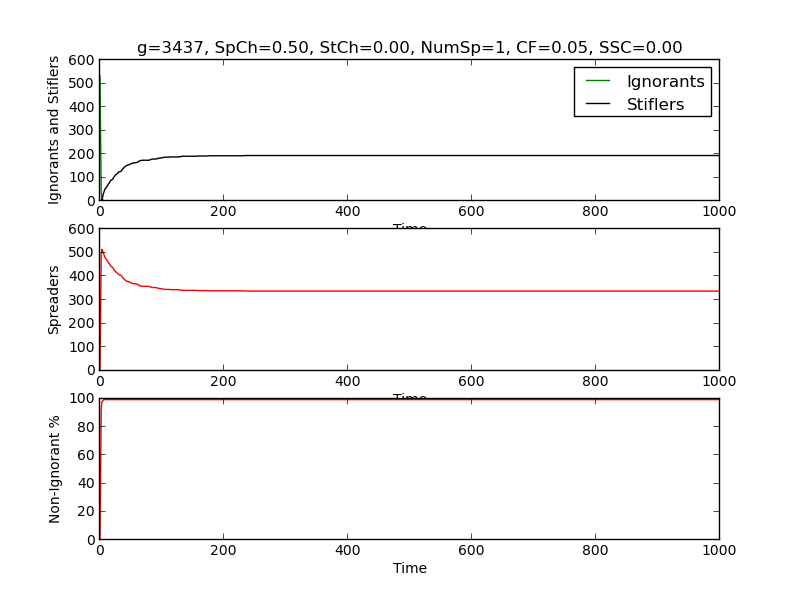 g=3437, SpCh=0.50, StCh=0.00, NumSp=1, CF=0.05, SSC=0.00
Ignorants and Stiflers
600
500
400
300
200
100
0
Ignorants
Stiflers
0 200 400 600 800 1000
Time
Spreaders
600
500
400
300
200
100
0
0 200 400 600 800 1000
Time
Non-Ignorant %
100
80
60
40
20
0
0 200 400 600 800 1000
Time